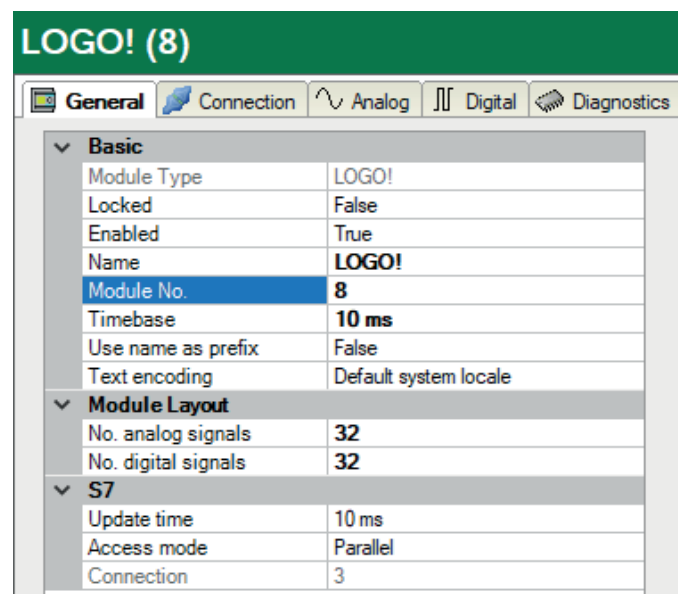 LOGO! (8)
General Connection Analog Digital Diagnostics
Basic
Module Type LOGO!
Locked False
Enabled True
Name LOGO!
Module No. 8
Timebase 10 ms
Use name as prefix False
Text encoding Default system locale
Module Layout
No. analog signals 32
No. digital signals 32
S7
Update time 10 ms
Access mode Parallel
Connection 3